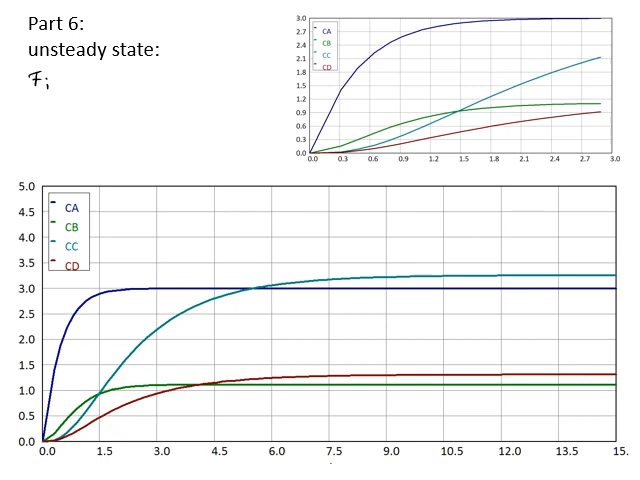 Part 6:
unsteady state:
Fi
3.0
2.7
2.4
2.1
1.8
1.5
1.2
0.9
0.6
0.3
0.0
CA
CB
CC
CD
0.0 0.3 0.6 0.9 1.2 1.5 1.8 2.1 2.4 2.7 3.0
5.0
4.5
4.0
3.5
3.0
2.5
2.0
1.5
1.0
0.5
0.0
CA
CB
CC
CD
0.0 1.5 3.0 4.5 6.0 7.5 9.0 10.5 12.0 13.5 15.